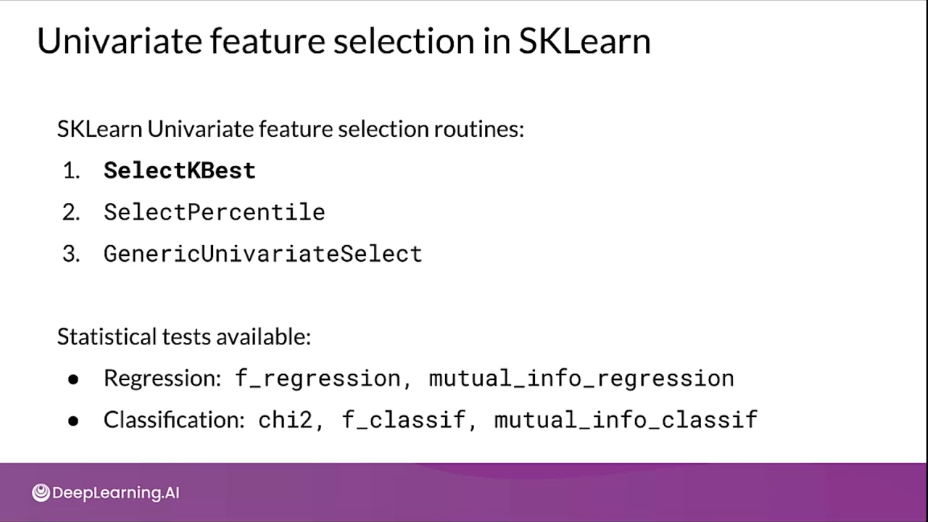 Univariate feature selection in SKLearn
SKLearn Univariate feature selection routines:
1. SelectKBest
2. SelectPercentile
3. GenericUnivariateSelect
Statistical tests available:
● Regression: f_regression, mutual_info_regression
● Classification: chi2, f_classif, mutual_info_classif
DeepLearning.AI